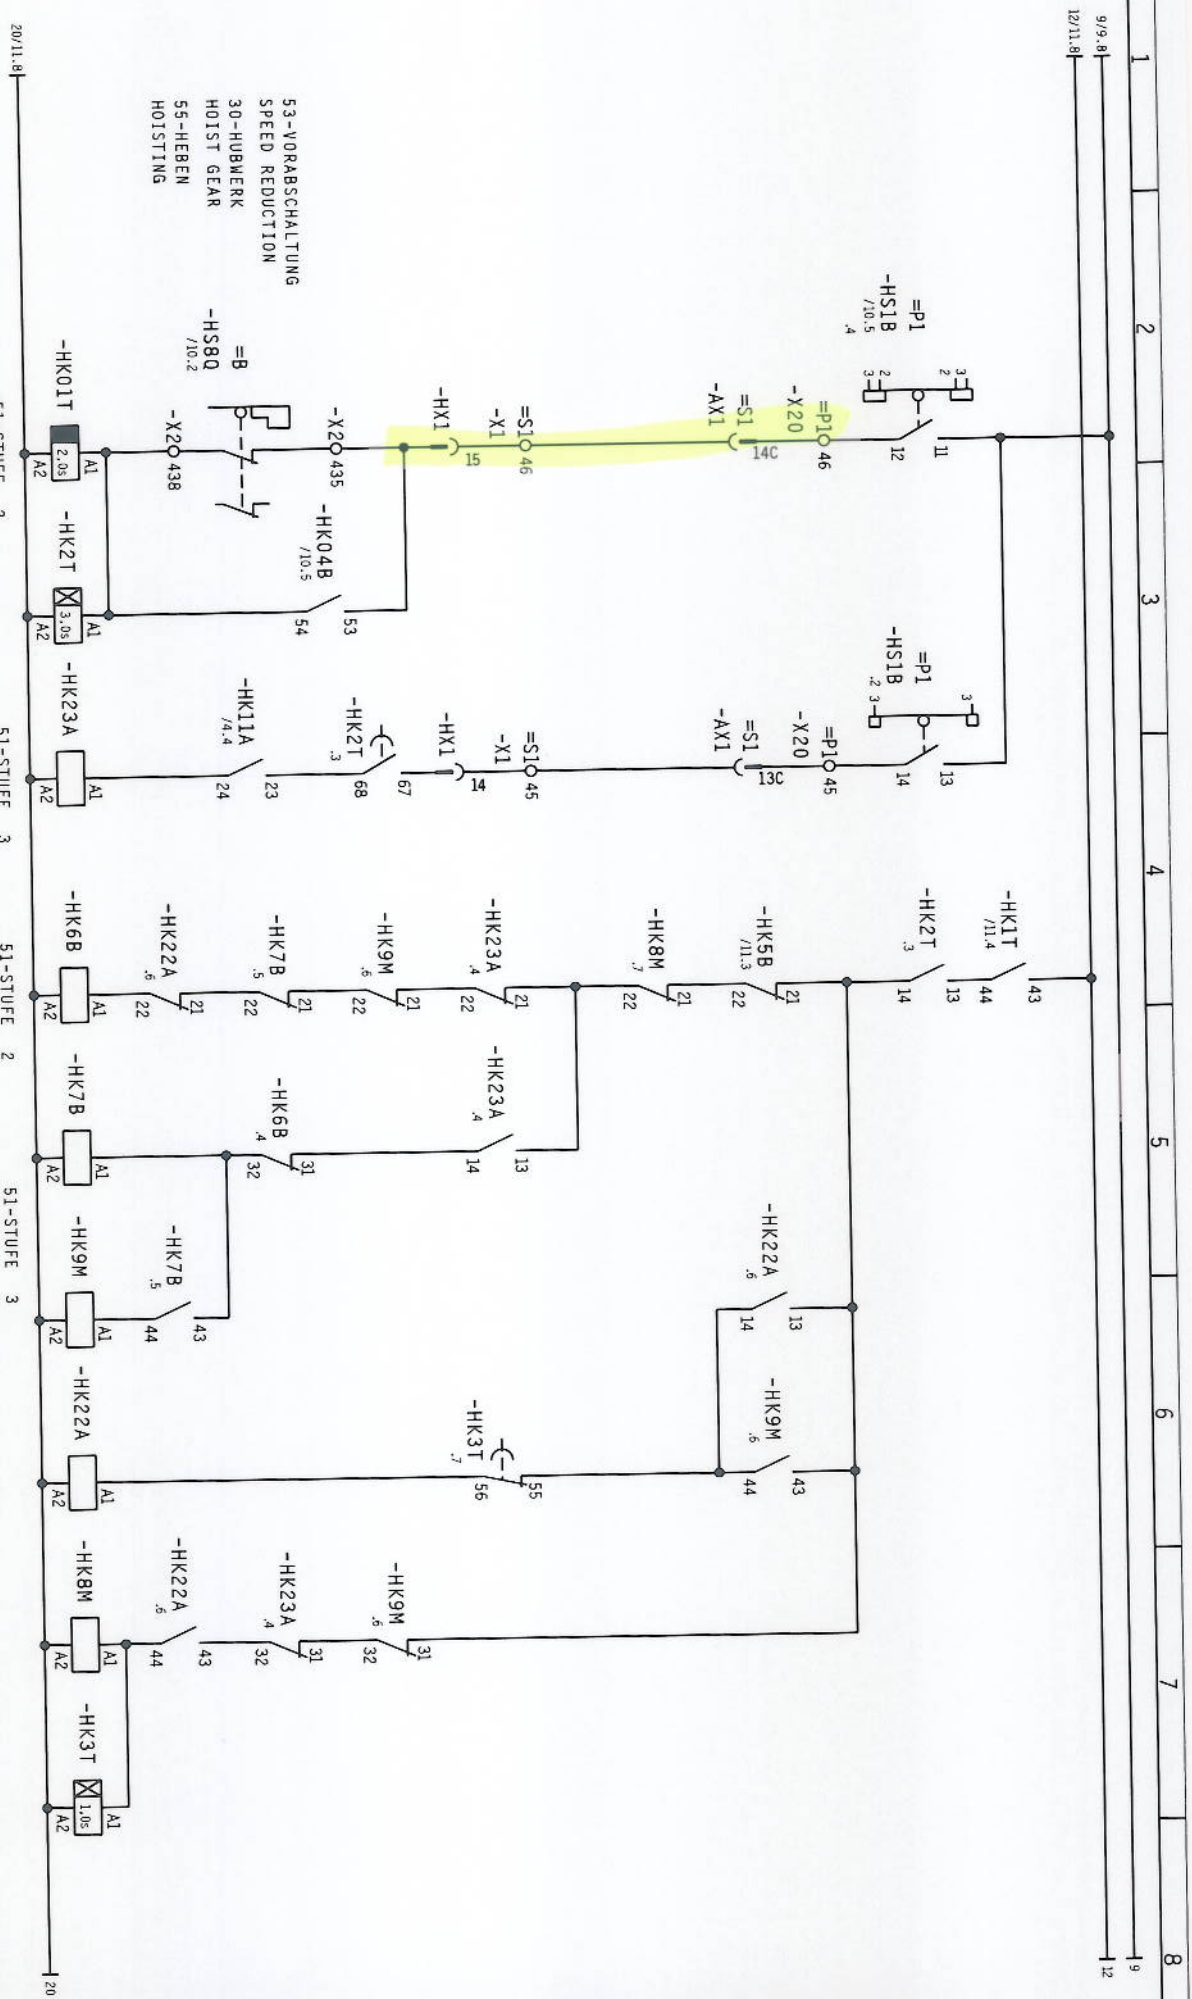 1
2
3
4
5
6
7
8
9/9.8
9
12/11.8
12
=P1
-HS1B
/10.5
.4
3
2
2
3
11
12
=P1
-X20
46
=S1
-AX1
14C
=S1
-X1
46
-HX1
15
-X2
435
=B
-HS8Q
/10.2
-X2
438
-HK01T
2.0s
A1
A2
53-VORABSCHALTUNG
SPEED REDUCTION
30-HUBWERK
HOIST GEAR
55-HEBEN
HOISTING
-HK04B
/10.5
53
54
-HK2T
3.0s
A1
A2
=P1
-HS1B
.2
3
3
13
14
=P1
-X20
45
=S1
-AX1
13C
=S1
-X1
45
-HX1
14
-HK2T
.3
67
68
-HK11A
/4.4
23
24
-HK23A
A1
A2
-HK1T
/11.4
43
44
-HK2T
.3
13
14
-HK5B
/11.3
21
22
-HK8M
.7
21
22
-HK23A
.4
21
22
-HK9M
.6
21
22
-HK7B
.5
21
22
-HK22A
.6
21
22
-HK6B
A1
A2
-HK23A
.4
13
14
-HK6B
.4
31
32
-HK7B
A1
A2
-HK7B
.5
43
44
-HK9M
A1
A2
-HK22A
.6
13
14
-HK9M
.6
43
44
-HK3T
.7
55
56
-HK22A
A1
A2
-HK9M
.6
31
32
-HK23A
.4
31
32
-HK22A
.6
43
44
-HK8M
A1
A2
-HK3T
1.0s
A1
A2
20/11.8
20
51-STUFE 3
51-STUFE 2
51-STUFE 3